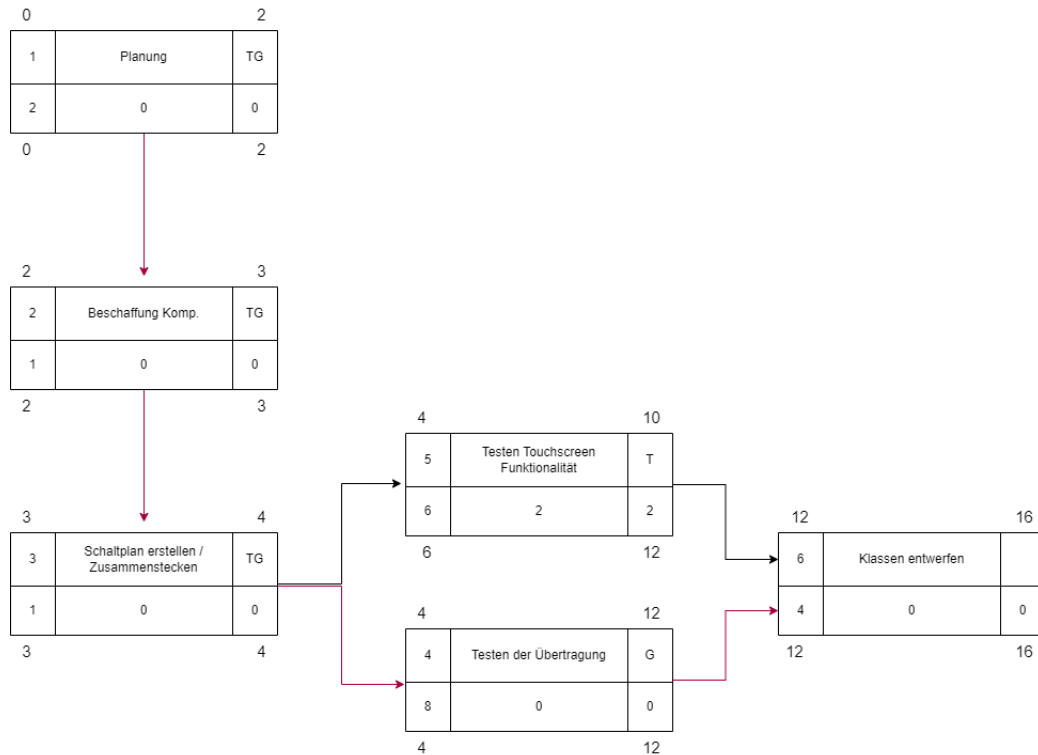 0 2
1 Planung TG
2 0 0
0 2
2 3
2 Beschaffung Komp. TG
1 0 0
2 3
3 4
3 Schaltplan erstellen /
Zusammenstecken TG
1 0 0
3 4
4 10
5 Testen Touchscreen
Funktionalität T
6 2 2
6 12
4 12
4 Testen der Übertragung G
8 0 0
4 12
12 16
6 Klassen entwerfen
4 0 0
12 16